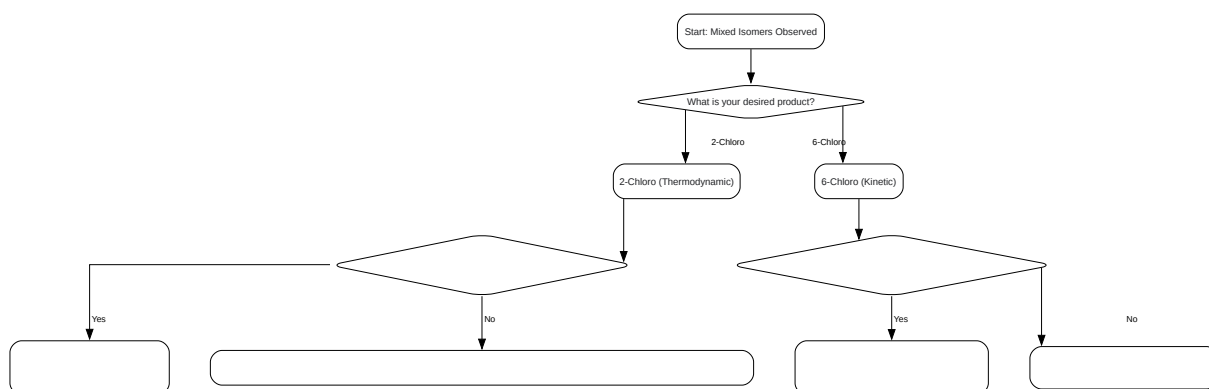 Start: Mixed Isomers Observed
What is your desired product?
2-Chloro
6-Chloro
2-Chloro (Thermodynamic)
6-Chloro (Kinetic)
Yes
No
Yes
No